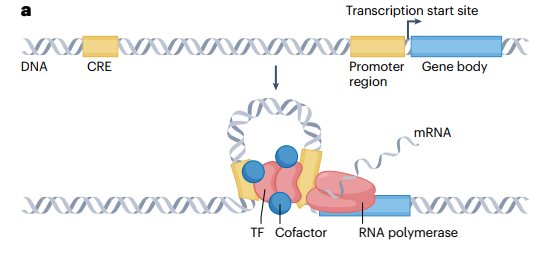 a
Transcription start site
DNA
CRE
Promoter
region
Gene body
mRNA
TF
Cofactor
RNA polymerase